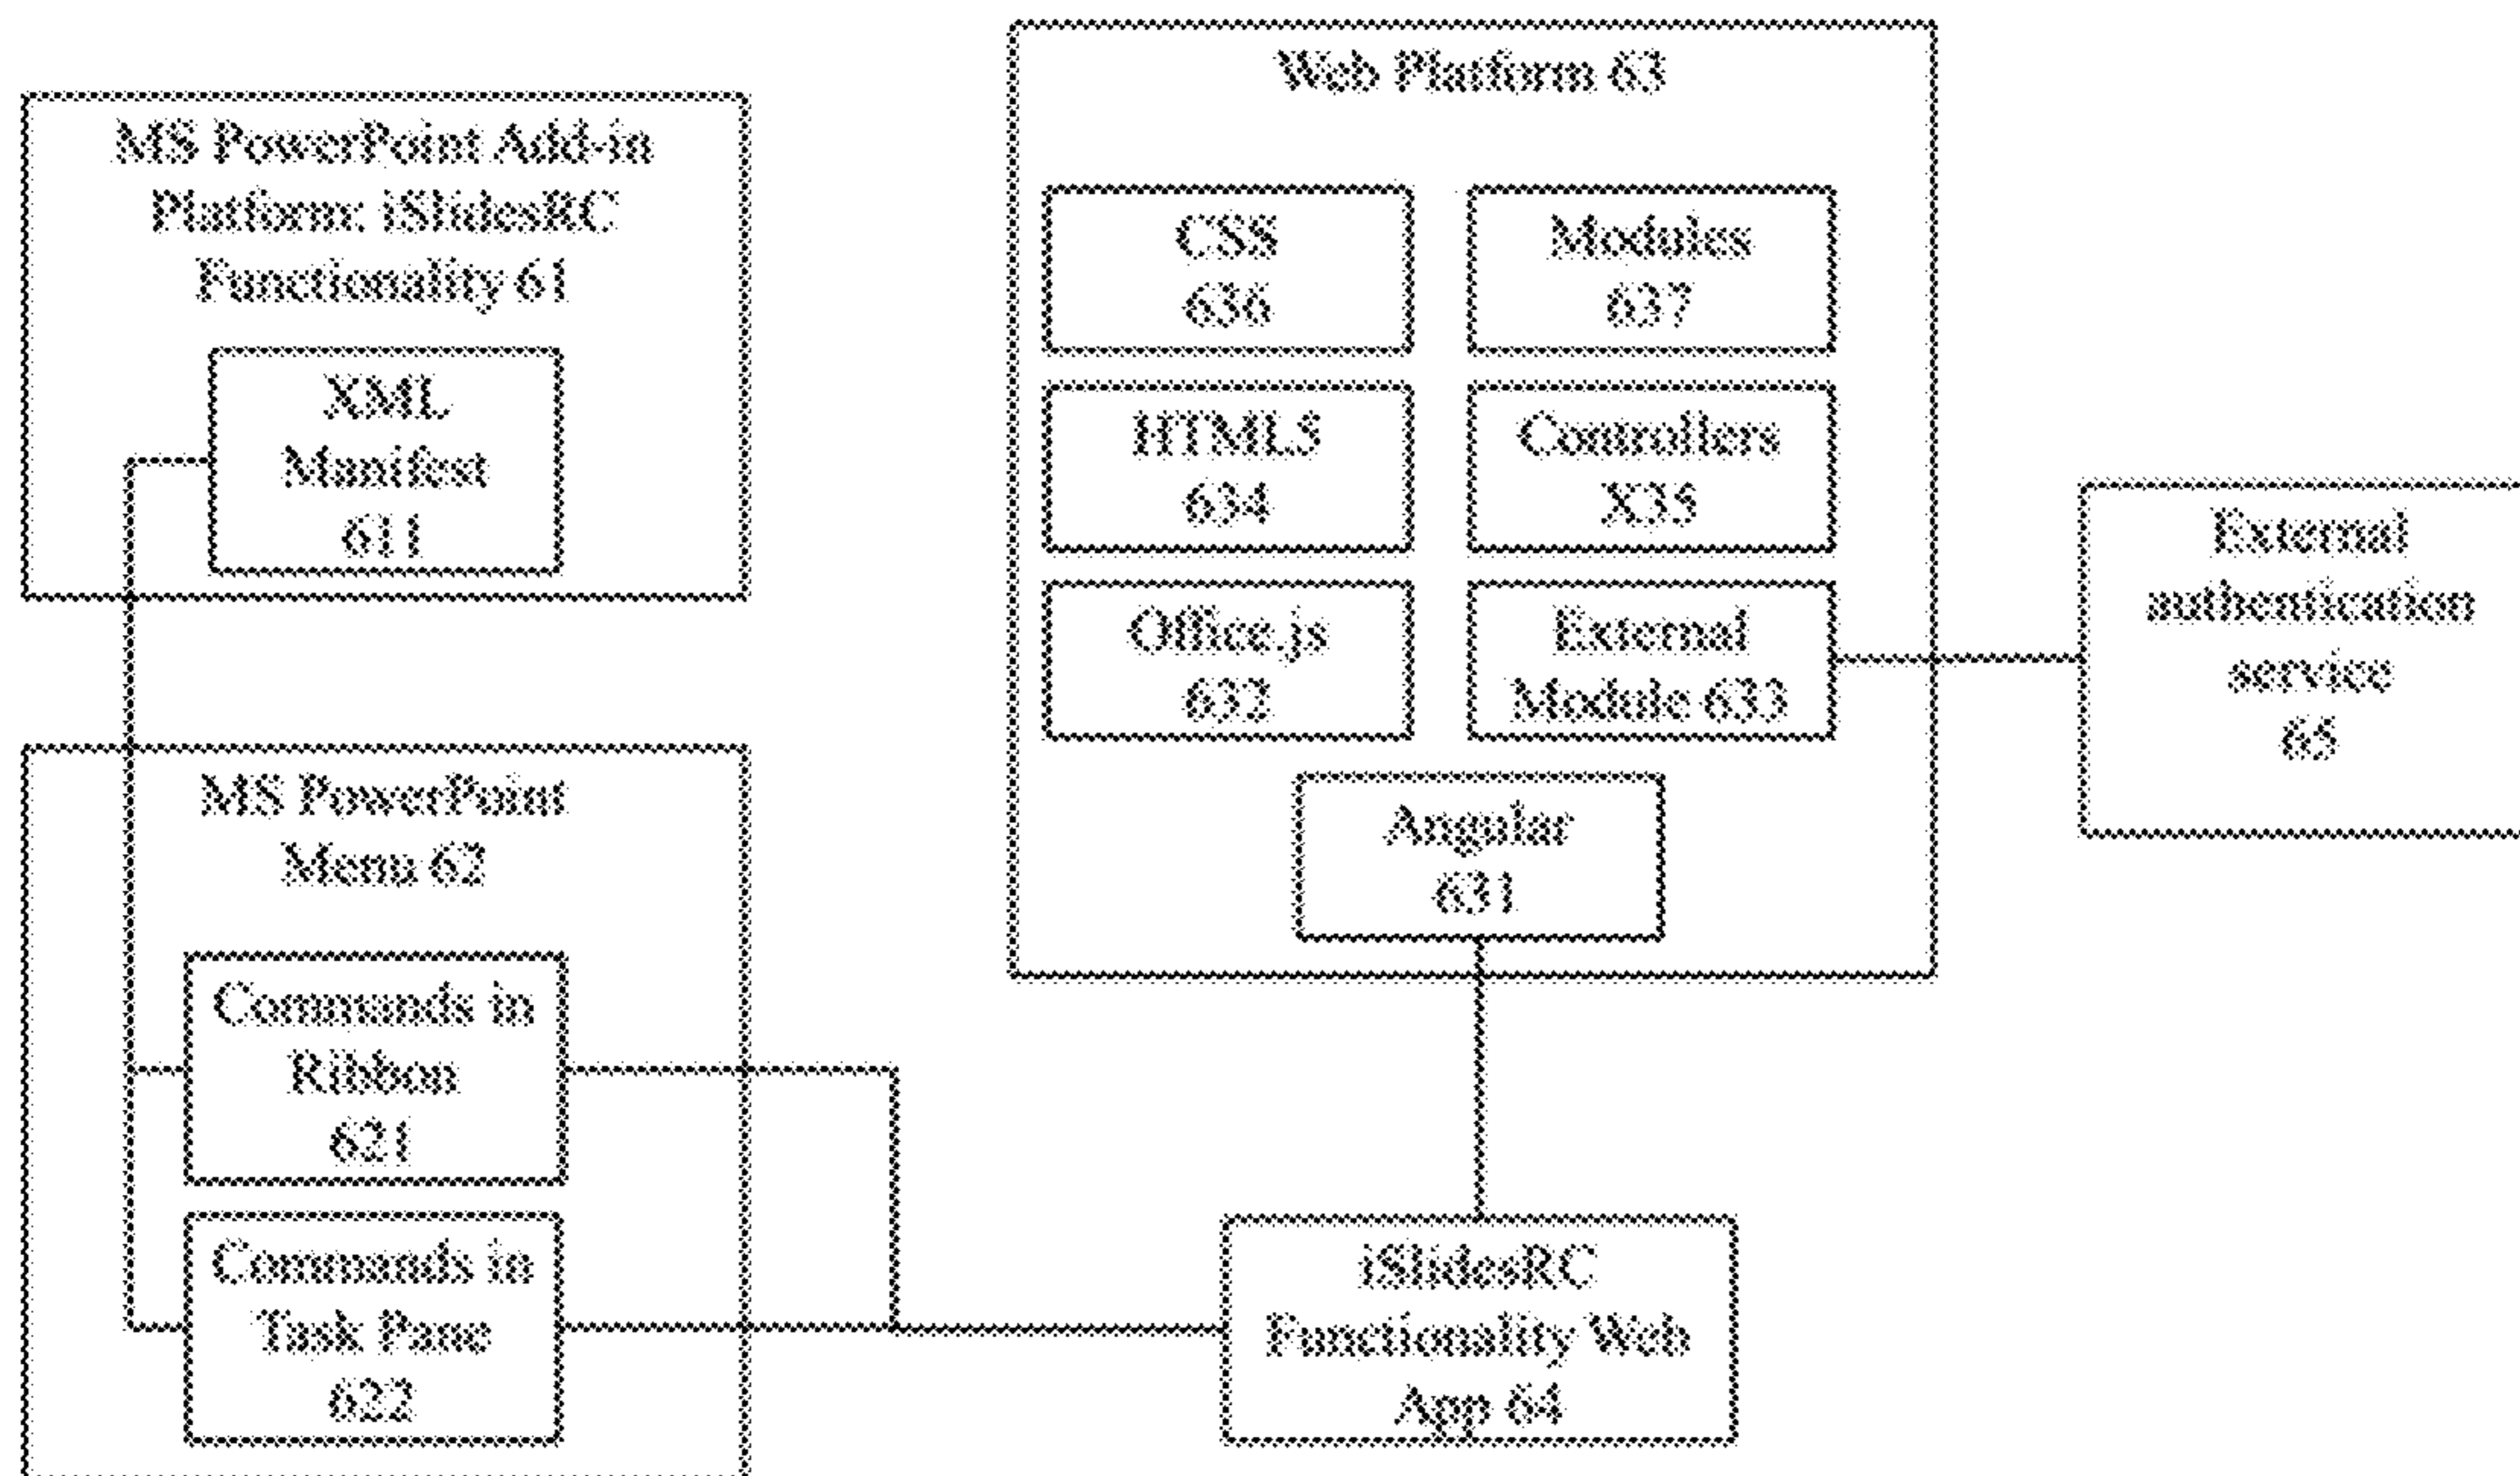 MS PowerPoint Add-in
Platform: iSlidesRC
Functionality 61
XML
Manifest
611
MS PowerPoint
Menu 62
Commands in
Ribbon
621
Commands in
Task Pane
622
Web Platform 63
CSS
636
Modules
637
HTML5
634
Controllers
X35
Office.js
632
External
Module 633
Angular
631
iSlidesRC
Functionality Web
App 64
External
authentication
service
65